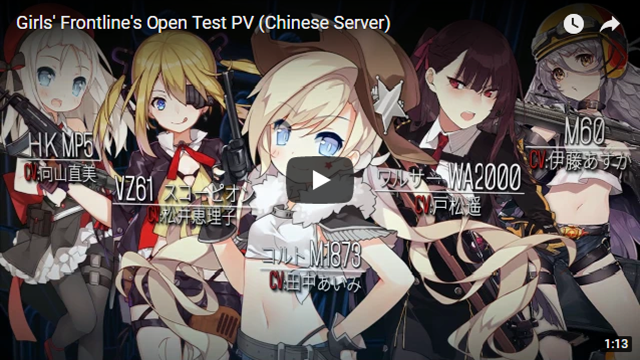 Girls' Frontline's Open Test PV (Chinese Server)
HK MP5
CV:向山直美
VZ61 スコーピオン
CV:松井恵理子
コルト M1873
CV:田中あいみ
ワルサー WA2000
CV:戸松遥
M60
CV:伊藤あすか
1:13